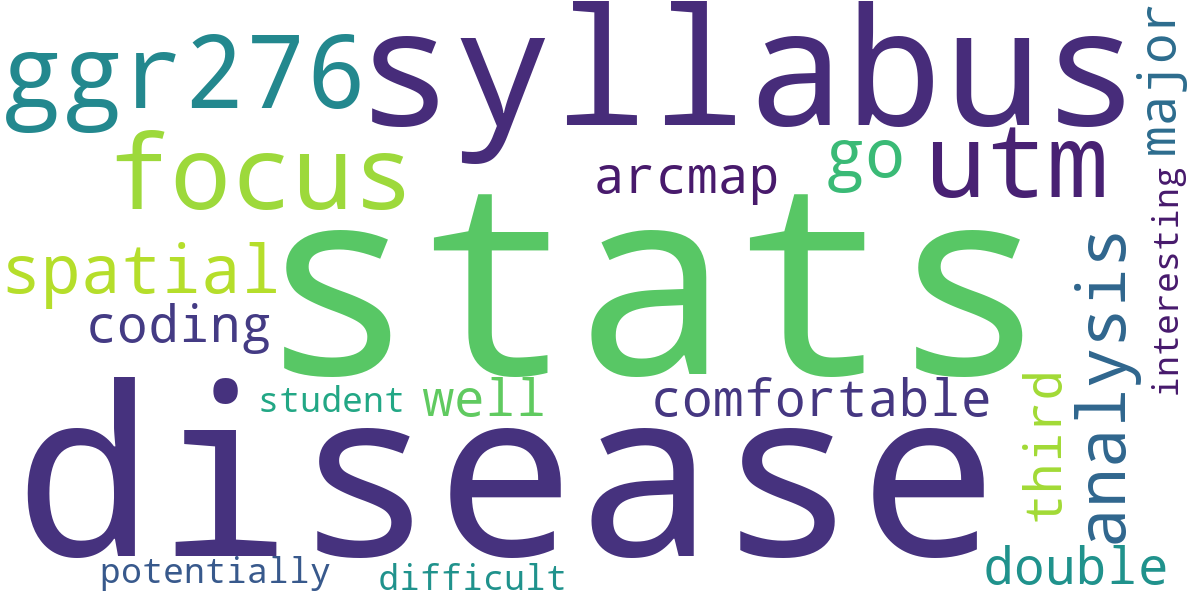 ggr276
syllabus
major
focus
arcmap
go
utm
interesting
spatial
stats
coding
analysis
disease
student
well
comfortable
third
potentially
difficult
double